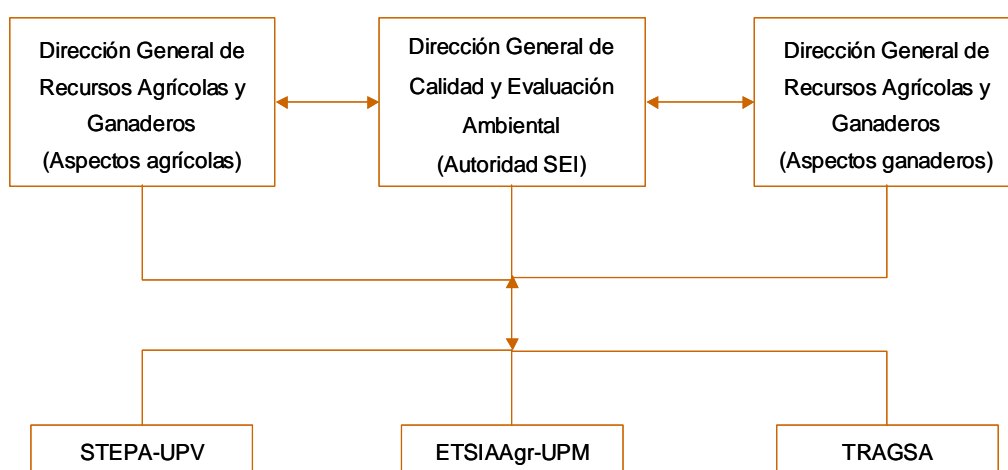 Dirección General de
Recursos Agrícolas y
Ganaderos
(Aspectos agrícolas)
Dirección General de
Calidad y Evaluación
Ambiental
(Autoridad SEI)
Dirección General de
Recursos Agrícolas y
Ganaderos
(Aspectos ganaderos)
STEPA-UPV
ETSIAAgr-UPM
TRAGSA